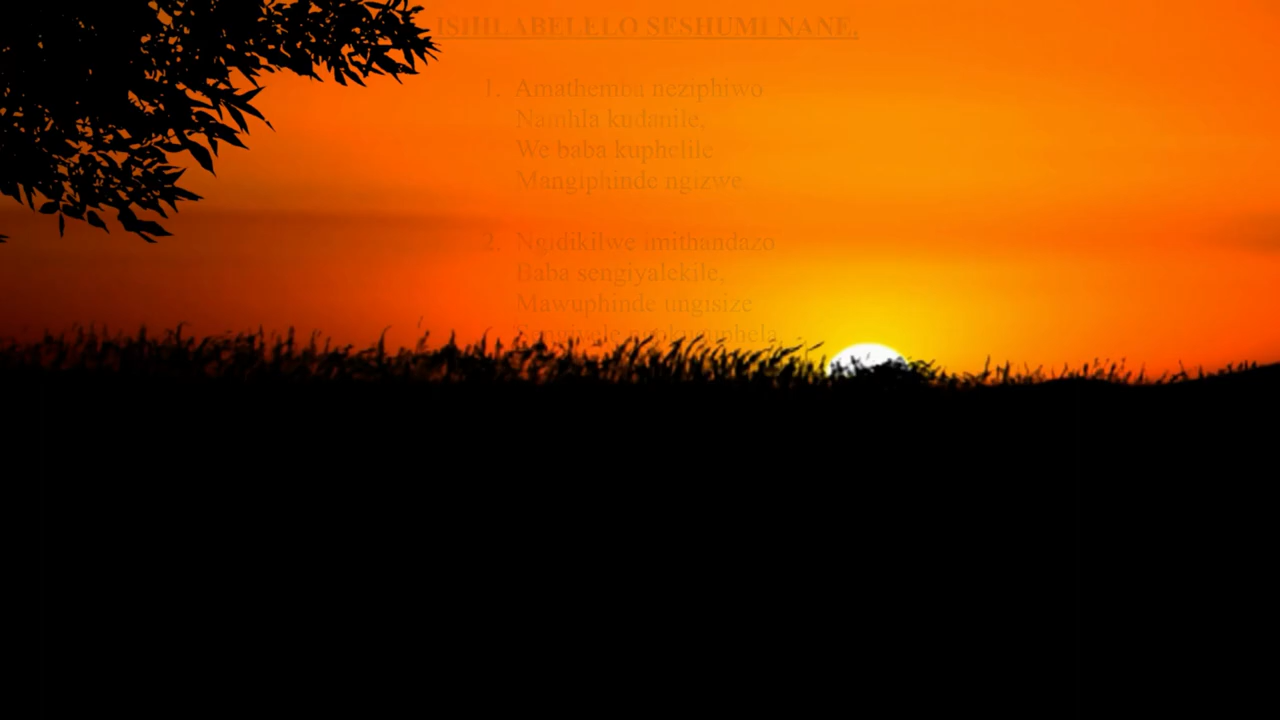 ISIHLABELELO SESHUMI NANE.
1. Amathemba neziphiwo
Namhla kudanile,
We baba kuphelile
Mangiphinde ngizwe
2. Ngidikilwe imithandazo
Baba sengiyalekile,
Mawuphinde ungisize